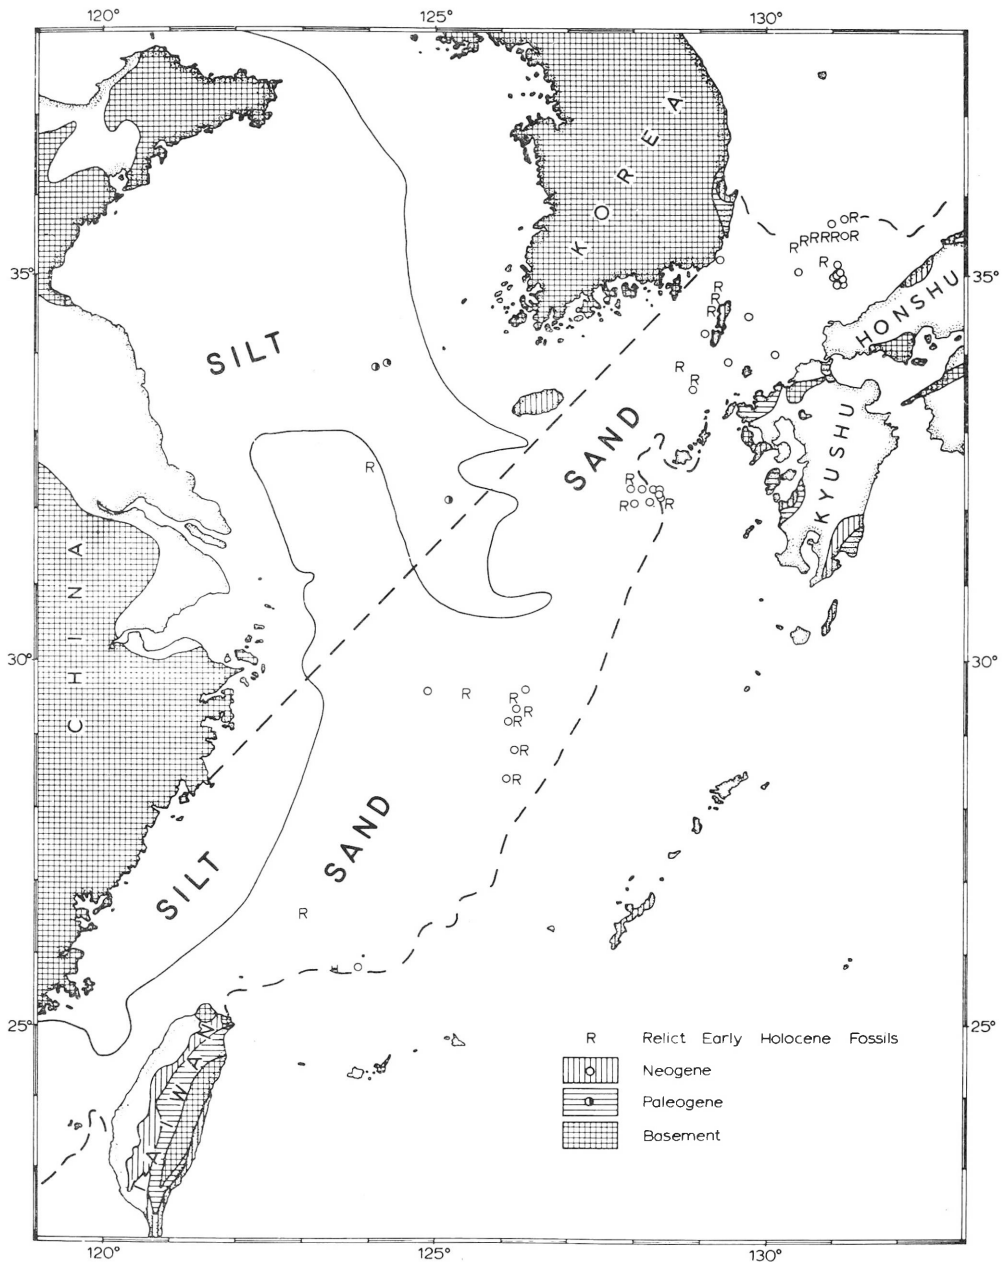 120° 125° 130°
KOREA
35° 35°
HONSHU
SILT
SAND
KYUSHU
CHINA
30° 30°
SAND
SILT
25° 25°
TAIWAN
R Relict Early Holocene Fossils
Neogene
Paleogene
Basement
120° 125° 130°